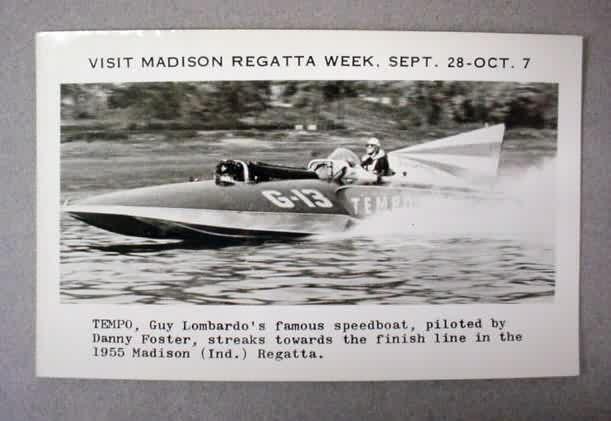 VISIT MADISON REGATTA WEEK, SEPT. 28-OCT. 7
G-13
TEMPO
TEMPO, Guy Lombardo's famous speedboat, piloted by
Danny Foster, streaks towards the finish line in the
1955 Madison (Ind.) Regatta.